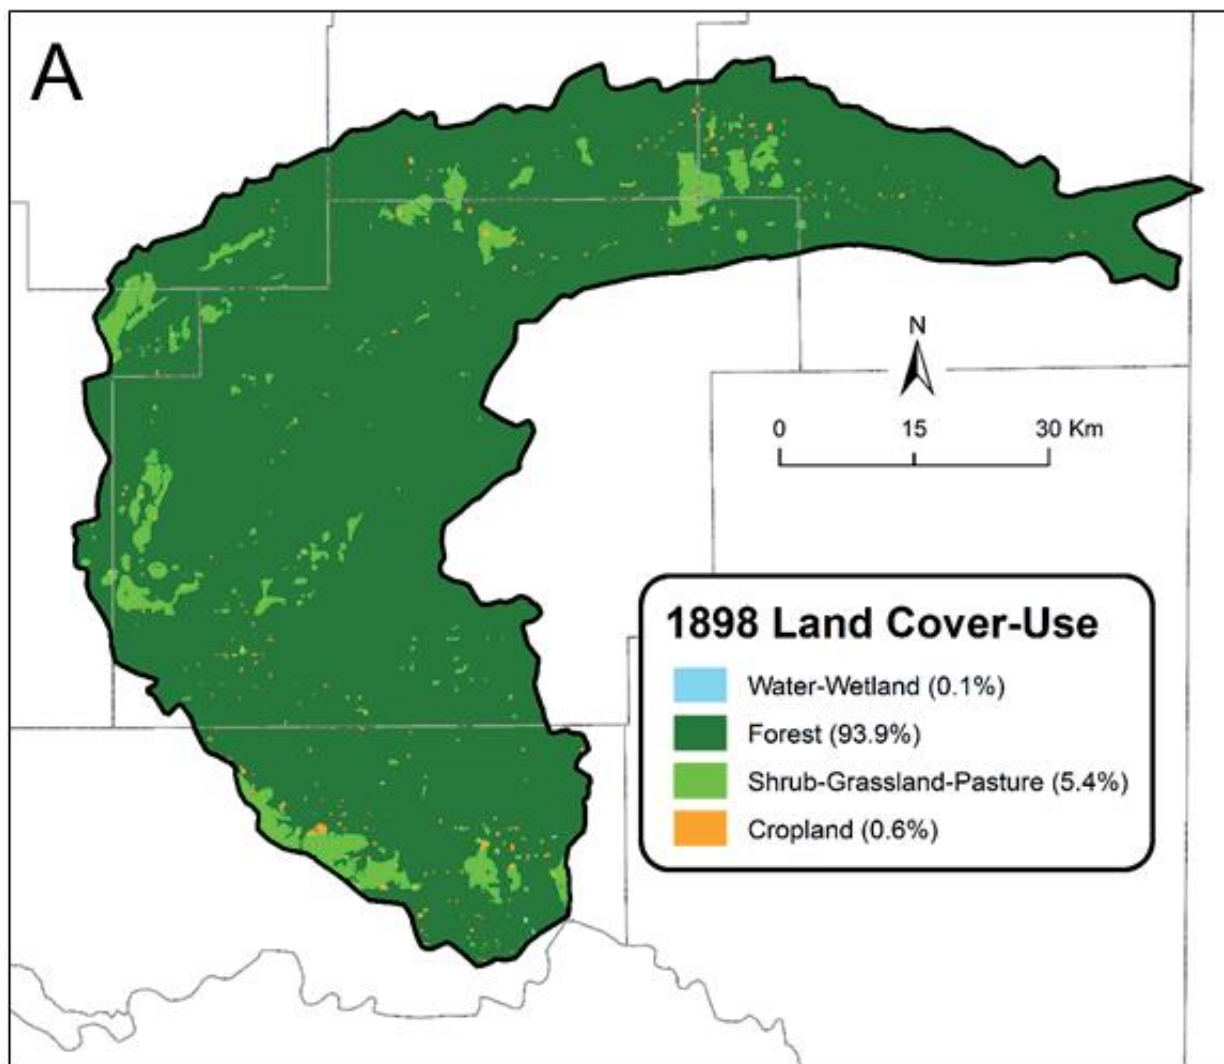 A
N
0 15 30 Km
1898 Land Cover-Use
Water-Wetland (0.1%)
Forest (93.9%)
Shrub-Grassland-Pasture (5.4%)
Cropland (0.6%)